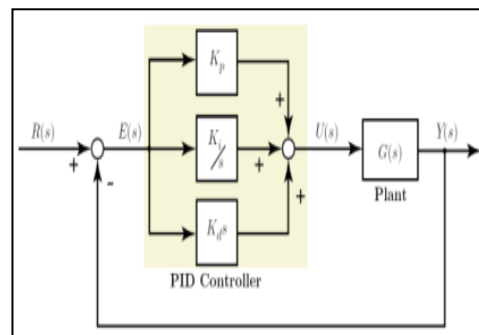 K_p
+
R(s)
E(s)
K_i/s
U(s)
Y(s)
+
+
G(s)
-
+
Plant
K_d s
PID Controller